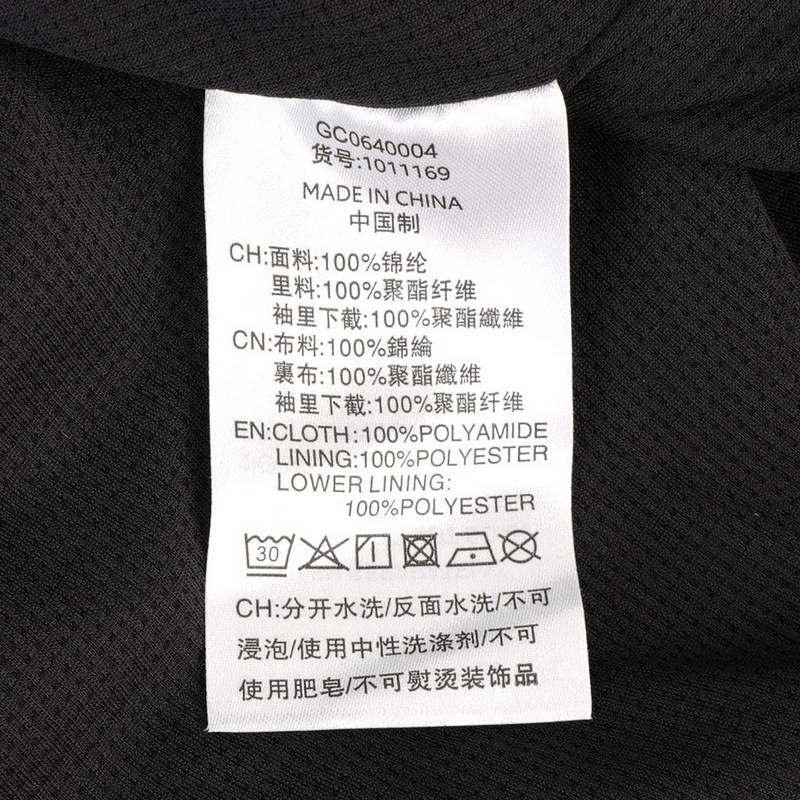 GC0640004
货号:1011169
MADE IN CHINA
中国制
CH:面料:100%锦纶
里料:100%聚酯纤维
袖里下截:100%聚酯纖維
CN:布料:100%錦綸
裏布:100%聚酯纖維
袖里下截:100%聚酯纤维
EN:CLOTH:100%POLYAMIDE
LINING:100%POLYESTER
LOWER LINING:
100%POLYESTER
30
CH:分开水洗/反面水洗/不可
浸泡/使用中性洗涤剂/不可
使用肥皂/不可熨烫装饰品